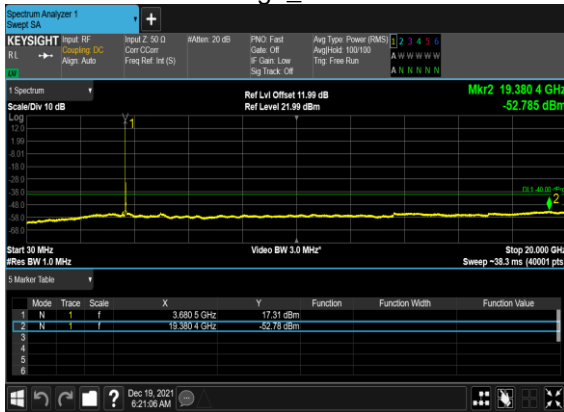 Spectrum Analyzer 1
Swept SA
KEYSIGHT Input: RF Input Z: 50 Ω #Atten: 20 dB PNO: Fast Avg Type: Power (RMS) 1 2 3 4 5 6
RL Coupling: DC Corr CCorr Gate: Off Avg|Hold: 100/100 A W W W W W
Align: Auto Freq Ref: Int (S) IF Gain: Low Trig: Free Run
Sig Track: Off A N N N N N
1 Spectrum Ref Lvl Offset 11.99 dB Mkr2 19.380 4 GHz
Scale/Div 10 dB Ref Level 21.99 dBm -52.785 dBm
Log
12.0 1
1.99
-8.01
-18.0
-28.0
-38.0 DL1 -40.00 dBm
-48.0 2
-58.0
-68.0
Start 30 MHz Video BW 3.0 MHz* Stop 20.000 GHz
#Res BW 1.0 MHz Sweep ~38.3 ms (40001 pts)
5 Marker Table
Mode Trace Scale X Y Function Function Width Function Value
1 N 1 f 3.680 5 GHz 17.31 dBm
2 N 1 f 19.380 4 GHz -52.78 dBm
3
4
5
6
? Dec 19, 2021
6:21:06 AM